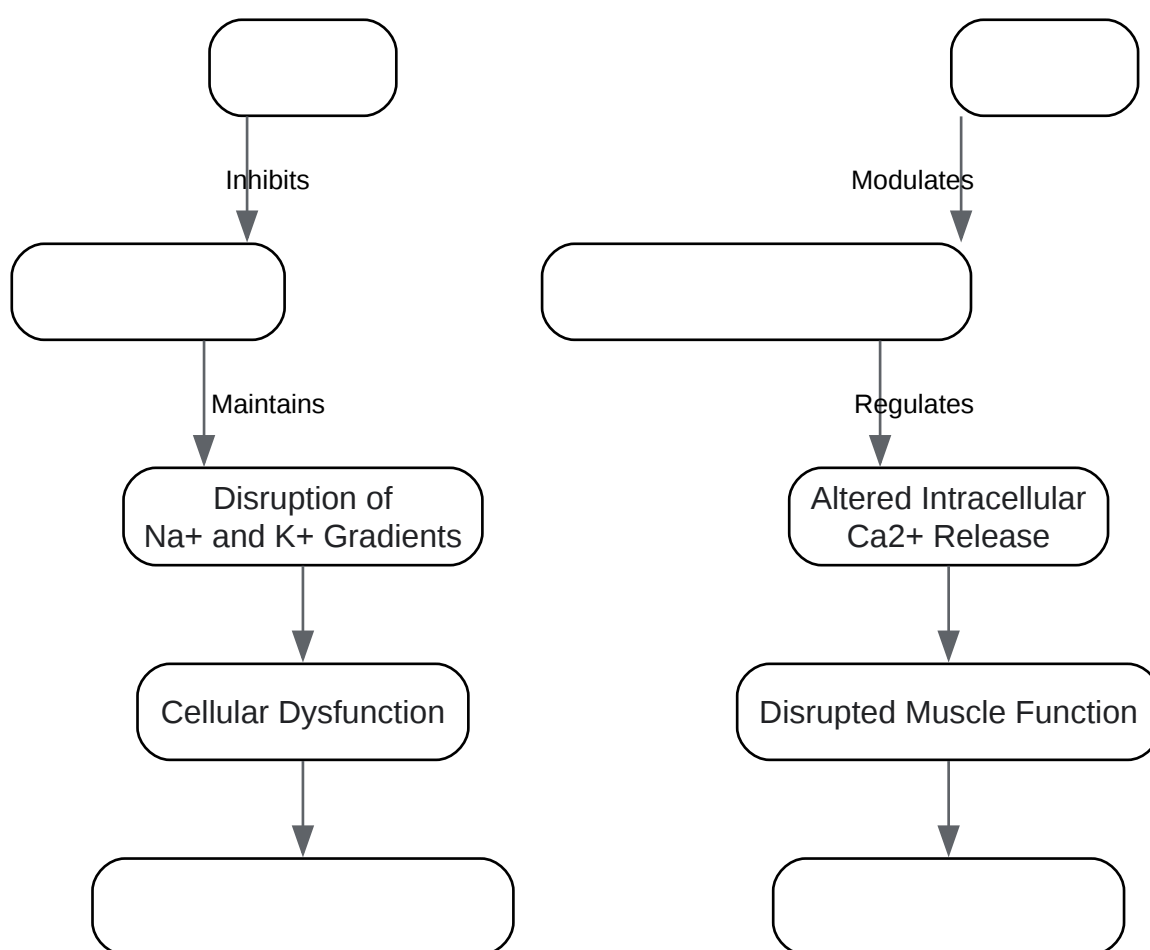 Inhibits
Modulates
Maintains
Regulates
Disruption of
Na+ and K+ Gradients
Altered Intracellular
Ca2+ Release
Cellular Dysfunction
Disrupted Muscle Function